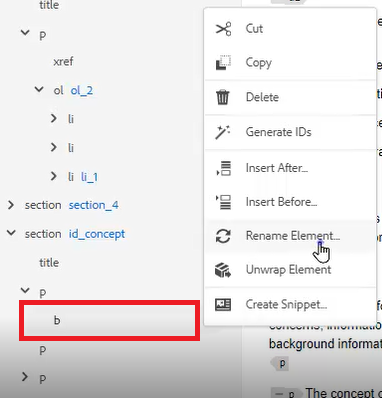 title
p
xref
ol ol_2
li
li
li li_1
section section_4
section id_concept
title
p
b
p
p
Cut
Copy
Delete
Generate IDs
Insert After...
Insert Before...
Rename Element...
Unwrap Element
Create Snippet...
concerns, information
background informat
p
p The concept o